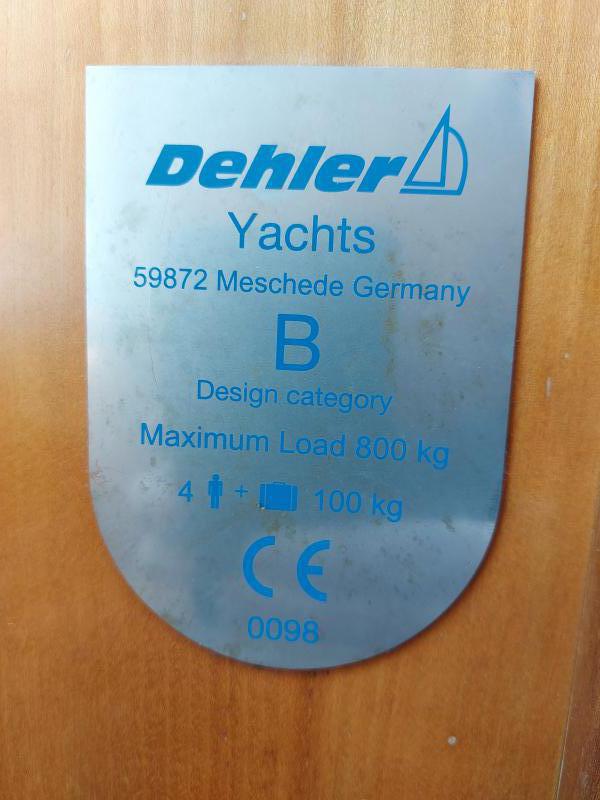 Dehler
Yachts
59872 Meschede Germany
B
Design category
Maximum Load 800 kg
4 + 100 kg
CE
0098